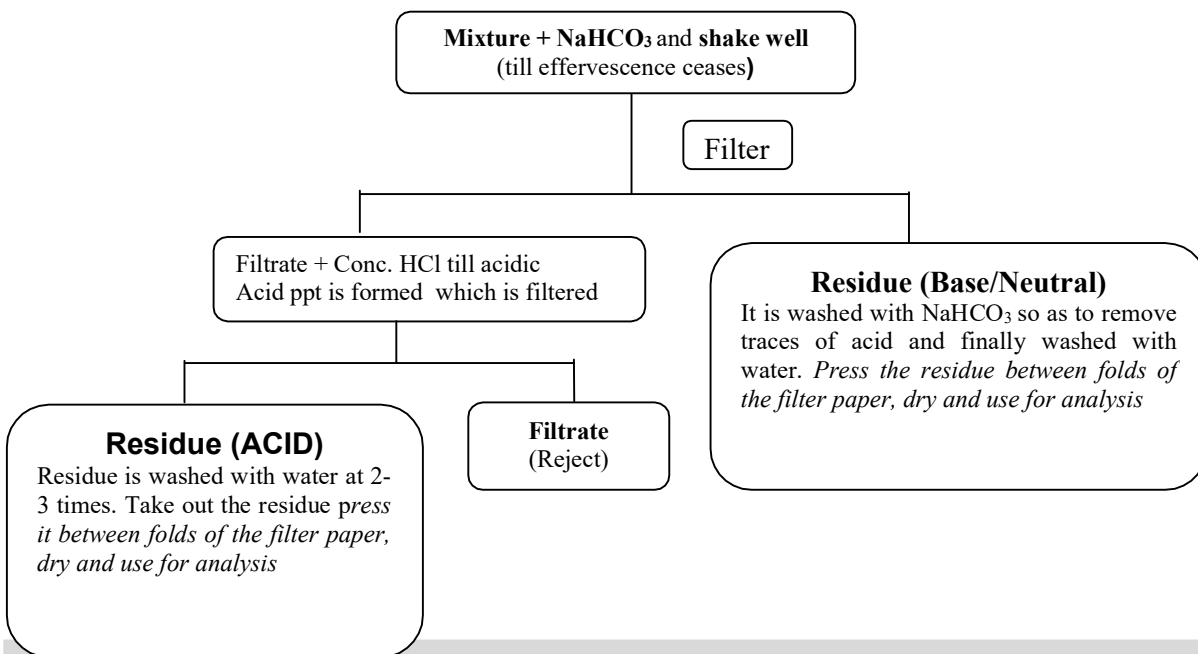 Mixture + NaHCO₃ and shake well
(till effervescence ceases)
Filter
Filtrate + Conc. HCl till acidic
Acid ppt is formed which is filtered
Residue (Base/Neutral)
It is washed with NaHCO₃ so as to remove
traces of acid and finally washed with
water. Press the residue between folds of
the filter paper, dry and use for analysis
Residue (ACID)
Residue is washed with water at 2-
3 times. Take out the residue press
it between folds of the filter paper,
dry and use for analysis
Filtrate
(Reject)